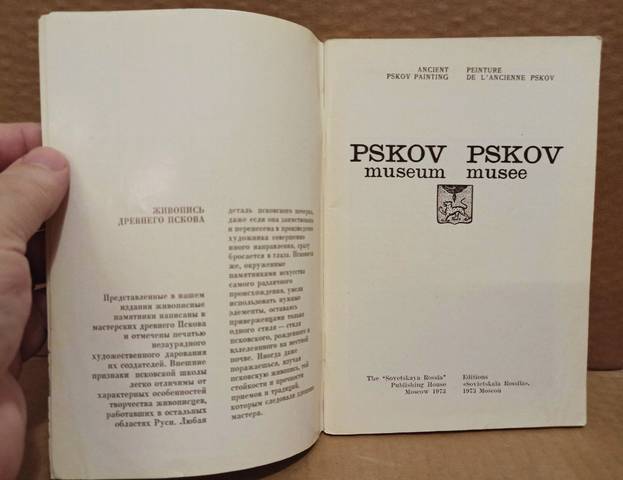 ЖИВОПИСЬ
ДРЕВНЕГО ПСКОВА
Представленные в нашем
издании живописные
памятники написаны в
мастерских древнего Пскова
и отмечены печатью
незаурядного
художественного дарования
их создателей. Внешние
признаки псковской школы
легко отличимы от
характерных особенностей
творчества живописцев,
работавших в остальных
областях Руси. Любая
деталь псковского почерка,
даже если она заимствована
и перенесена в произведение
художника совершенно
иного направления, сразу
бросается в глаза.
же, окруженные
памятниками искусства
самого различного
происхождения, умели
использовать нужные
элементы, оставаясь
приверженцами только
одного стиля — стиля
псковского, рожденного и
взлелеянного на местной
почве. Иногда даже
поражаешься, изучая
псковскую живопись, той
стойкости и прочности
приемов и традиций,
которым следовали здешние
мастера.
ANCIENT
PSKOV PAINTING
PEINTURE
DE L'ANCIENNE PSKOV
PSKOV
museum
PSKOV
musee
The "Sovetskaya Rossia"
Publishing House
Moscow 1973
Editions
«Sovietskaia Rossiia»,
1973 Moscou